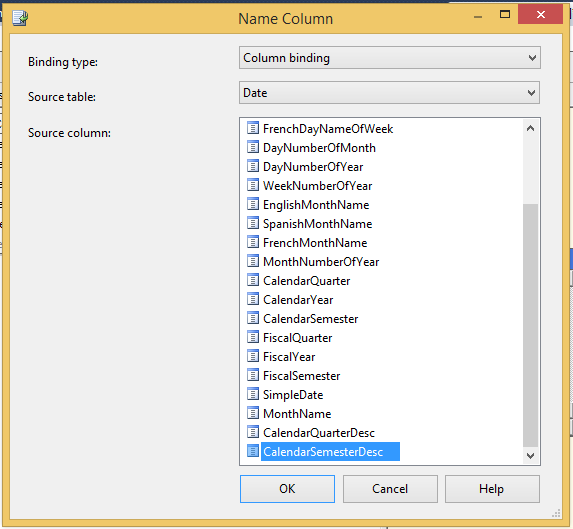 Name Column
Binding type:
Column binding
Source table:
Date
Source column:
FrenchDayNameOfWeek
DayNumberOfMonth
DayNumberOfYear
WeekNumberOfYear
EnglishMonthName
SpanishMonthName
FrenchMonthName
MonthNumberOfYear
CalendarQuarter
CalendarYear
CalendarSemester
FiscalQuarter
FiscalYear
FiscalSemester
SimpleDate
MonthName
CalendarQuarterDesc
CalendarSemesterDesc
OK Cancel Help